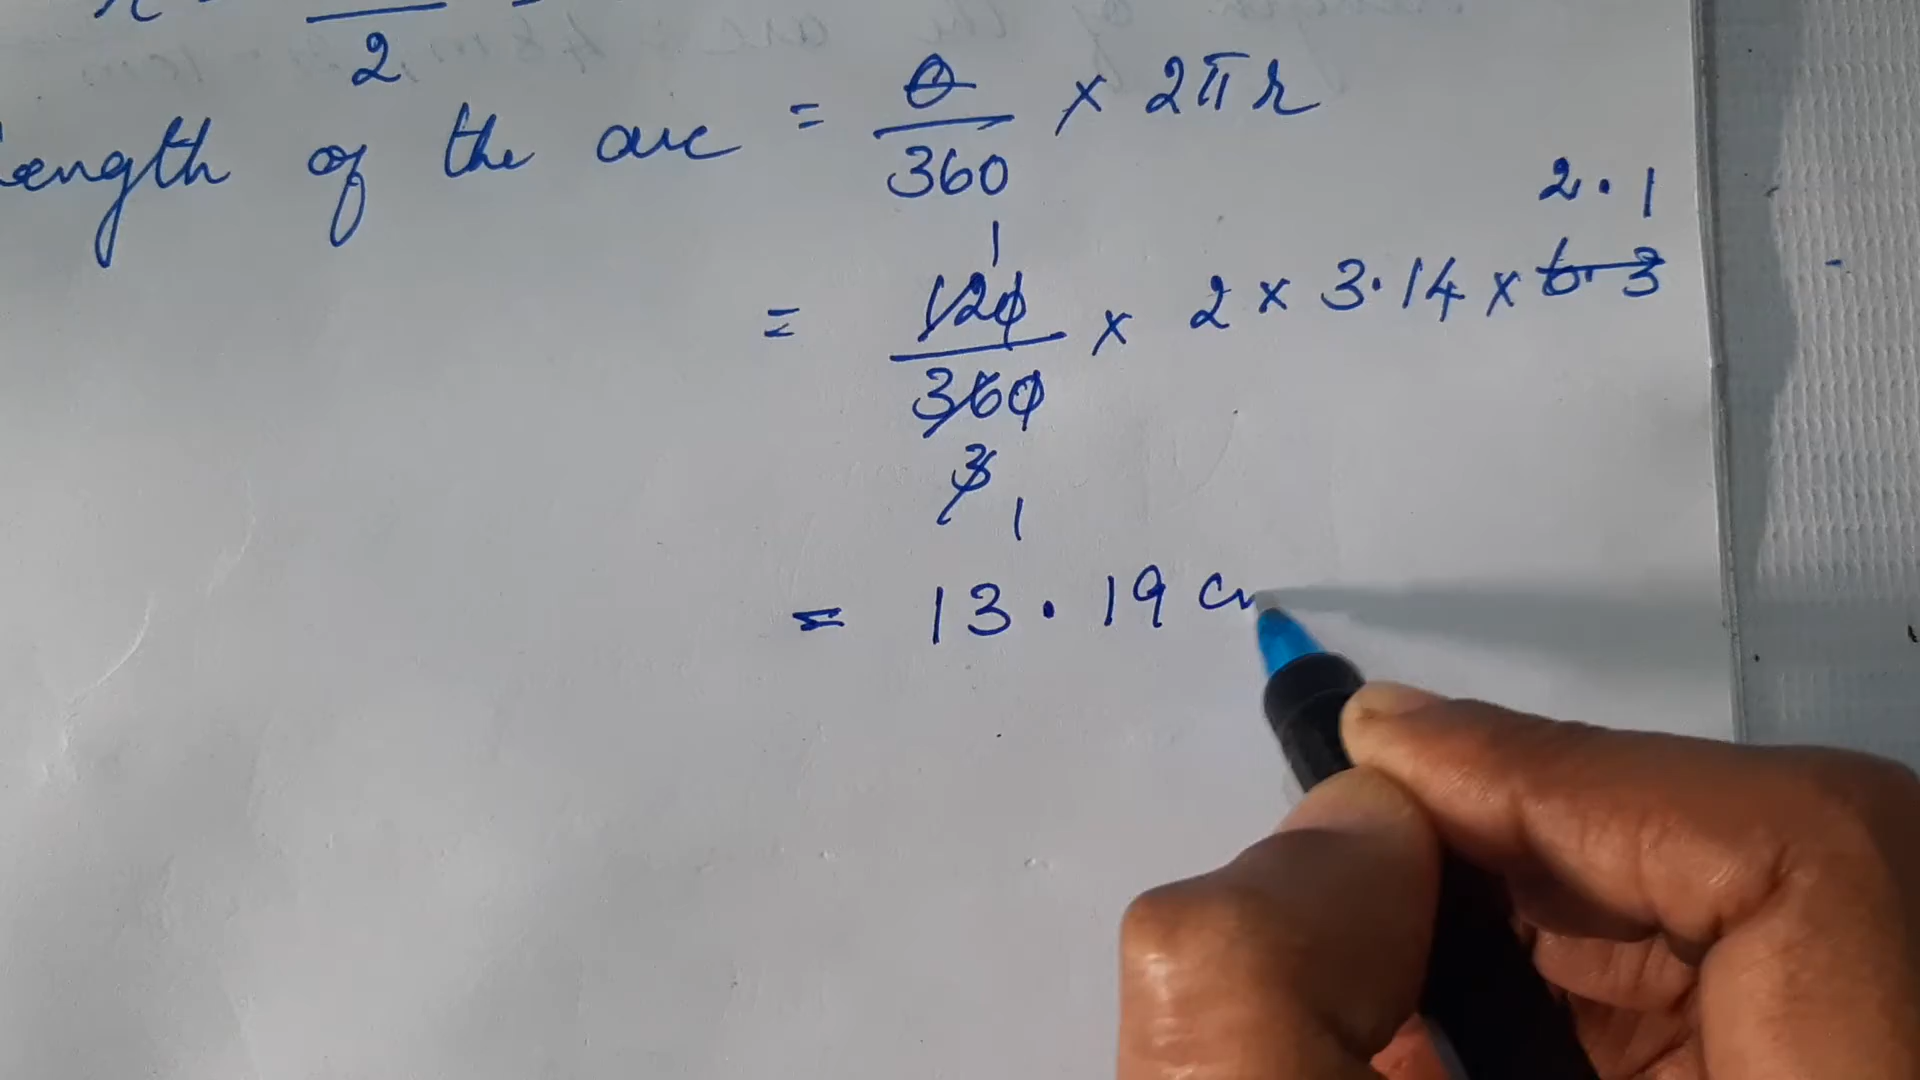 2
Length of the arc = θ/360 × 2πr
= 120/360 × 2 × 3.14 × 6.3
1
2.1
3
1
= 13.19 cm